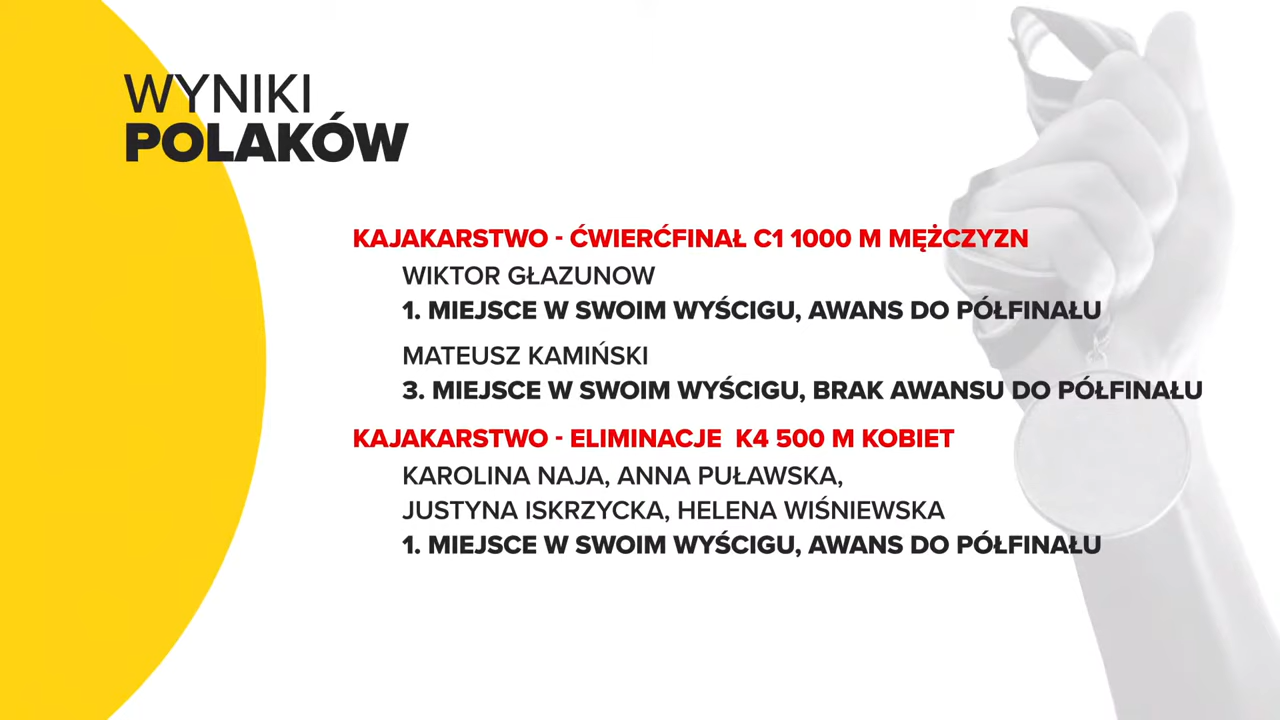 WYNIKI
POLAKÓW
KAJAKARSTWO - ĆWIERĆFINAŁ C1 1000 M MĘŻCZYZN
WIKTOR GŁAZUNOW
1. MIEJSCE W SWOIM WYŚCIGU, AWANS DO PÓŁFINAŁU
MATEUSZ KAMIŃSKI
3. MIEJSCE W SWOIM WYŚCIGU, BRAK AWANSU DO PÓŁFINAŁU
KAJAKARSTWO - ELIMINACJE K4 500 M KOBIET
KAROLINA NAJA, ANNA PUŁAWSKA,
JUSTYNA ISKRZYCKA, HELENA WIŚNIEWSKA
1. MIEJSCE W SWOIM WYŚCIGU, AWANS DO PÓŁFINAŁU